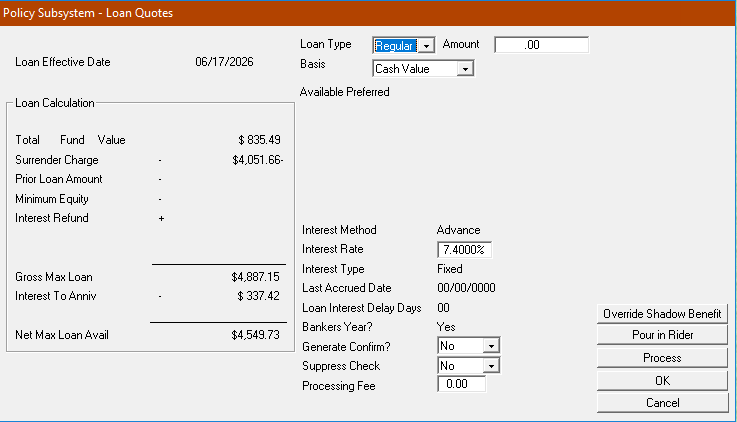 Policy Subsystem - Loan Quotes
Loan Type Regular Amount .00
Loan Effective Date 06/17/2026
Basis Cash Value
Available Preferred
Loan Calculation
Total Fund Value $ 835.49
Surrender Charge - $4,051.66-
Prior Loan Amount -
Minimum Equity -
Interest Refund +
Gross Max Loan $4,887.15
Interest To Anniv - $ 337.42
Net Max Loan Avail $4,549.73
Interest Method Advance
Interest Rate 7.4000%
Interest Type Fixed
Last Accrued Date 00/00/0000
Loan Interest Delay Days 00
Bankers Year? Yes
Generate Confirm? No
Suppress Check No
Processing Fee 0.00
Override Shadow Benefit
Pour in Rider
Process
OK
Cancel